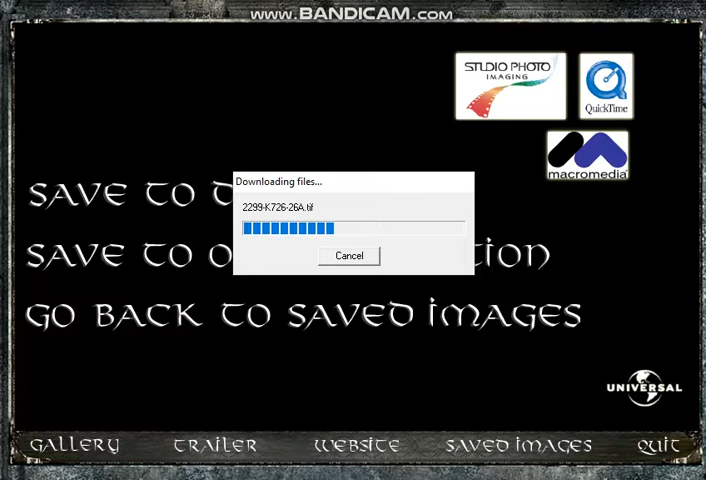 www.BANDICAM.com
STUDIO PHOTO
IMAGING
QuickTime
macromedia
Downloading files...
2299-K726-26A.tif
Cancel
SAVE TO D
SAVE TO O
TION
GO BACK TO SAVED IMAGES
UNIVERSAL
GALLERY TRAILER WEBSITE SAVED IMAGES QUIT